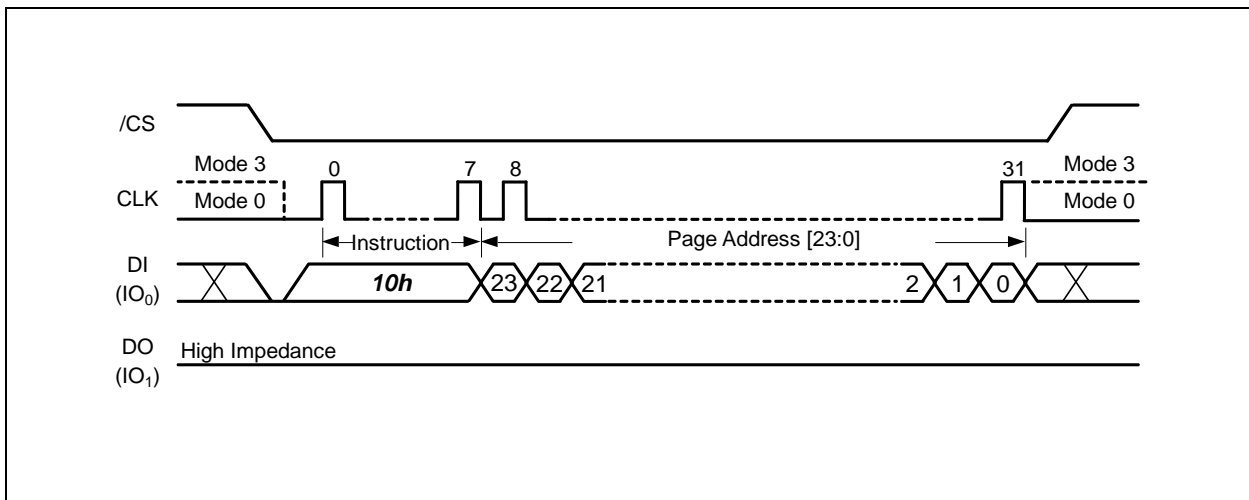 /CS
Mode 3 0 7 8 31 Mode 3
CLK Mode 0 Mode 0
Instruction Page Address [23:0]
DI
(IO₀) 10h 23 22 21 2 1 0
DO High Impedance
(IO₁)